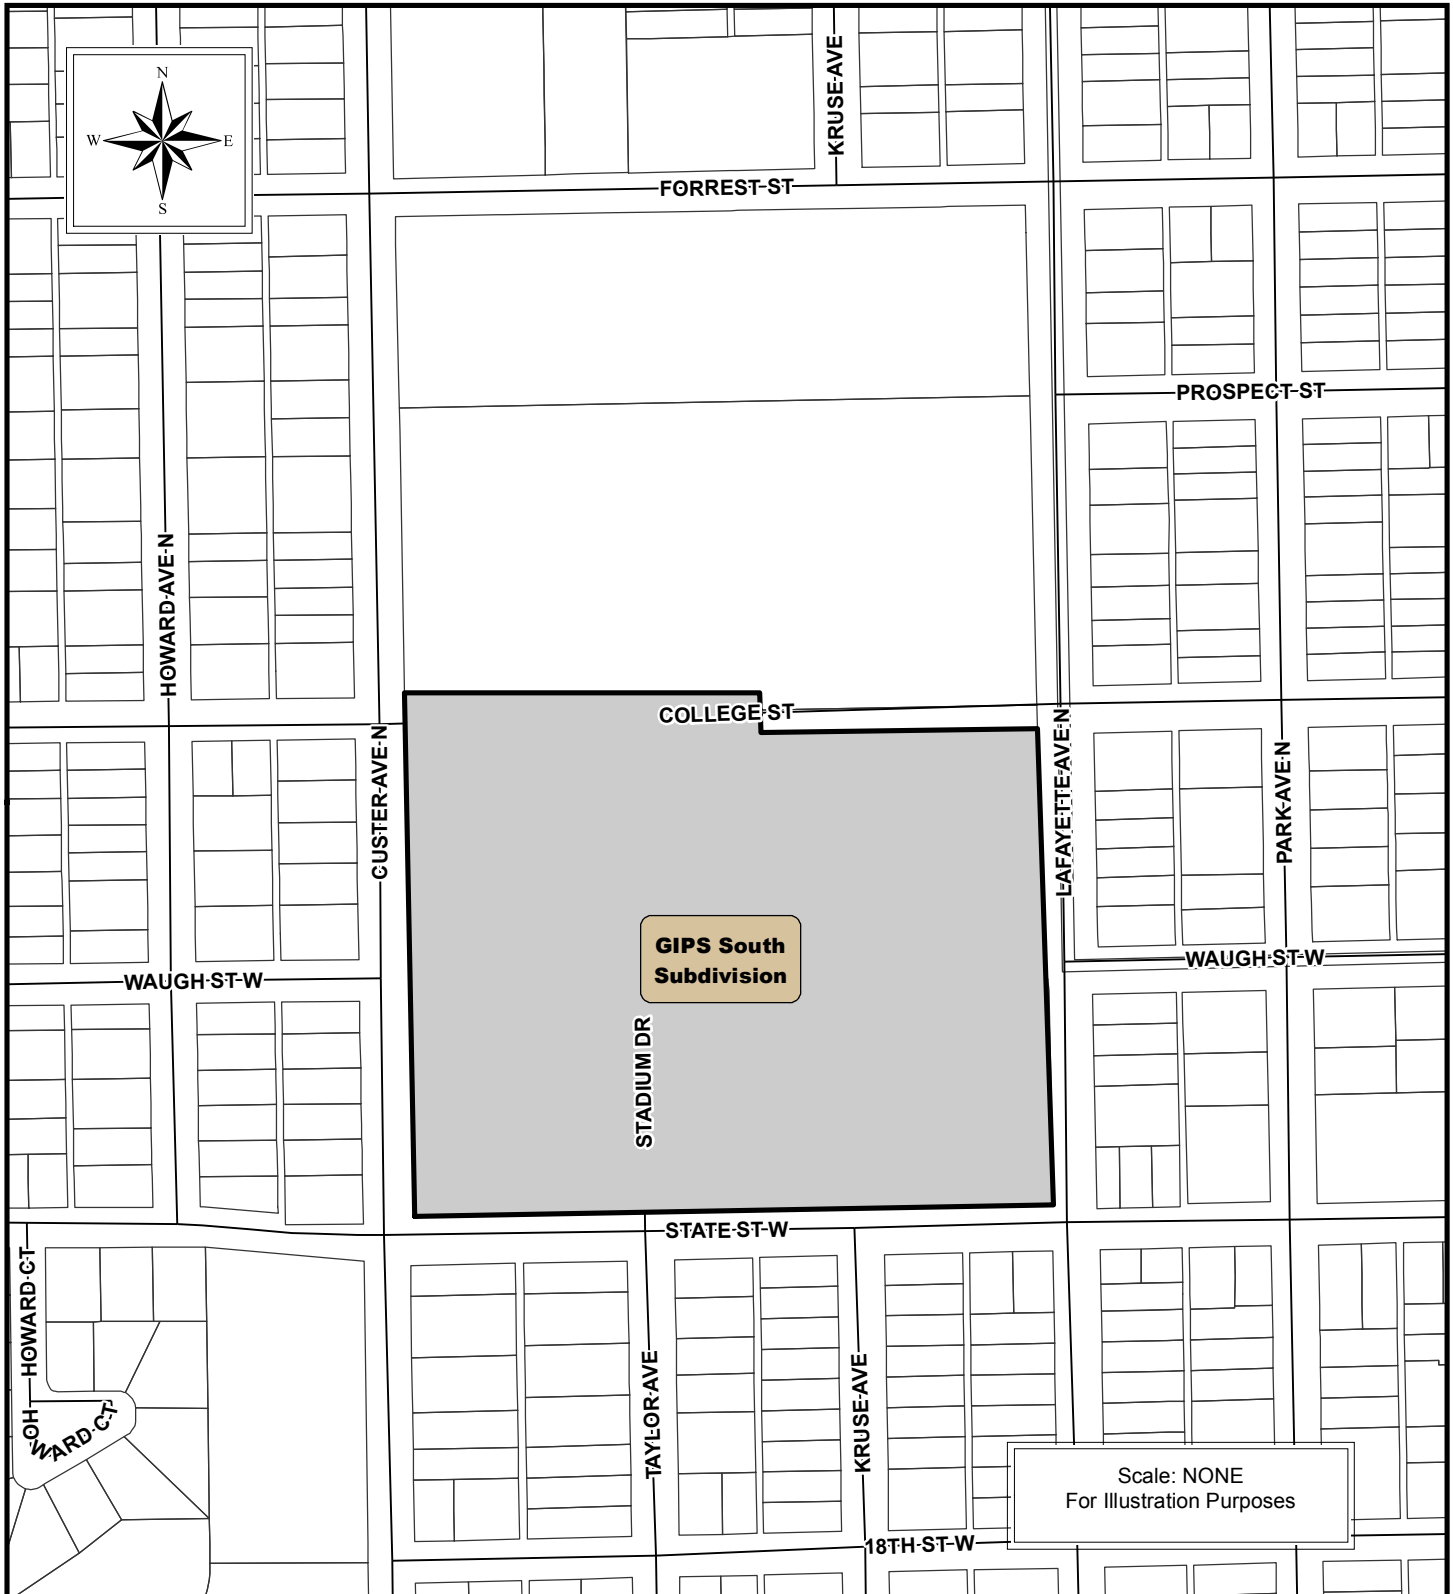 KRUSE AVE
N
W
E
S
FORREST ST
PROSPECT ST
HOWARD AVE N
COLLEGE ST
CUSTER AVE N
LAFAYETTE AVE N
PARK AVE N
GIPS South
Subdivision
WAUGH ST W
WAUGH ST W
STADIUM DR
STATE ST W
HOWARD CT
HOWARD CT
TAYLOR AVE
KRUSE AVE
Scale: NONE
For Illustration Purposes
18TH ST W